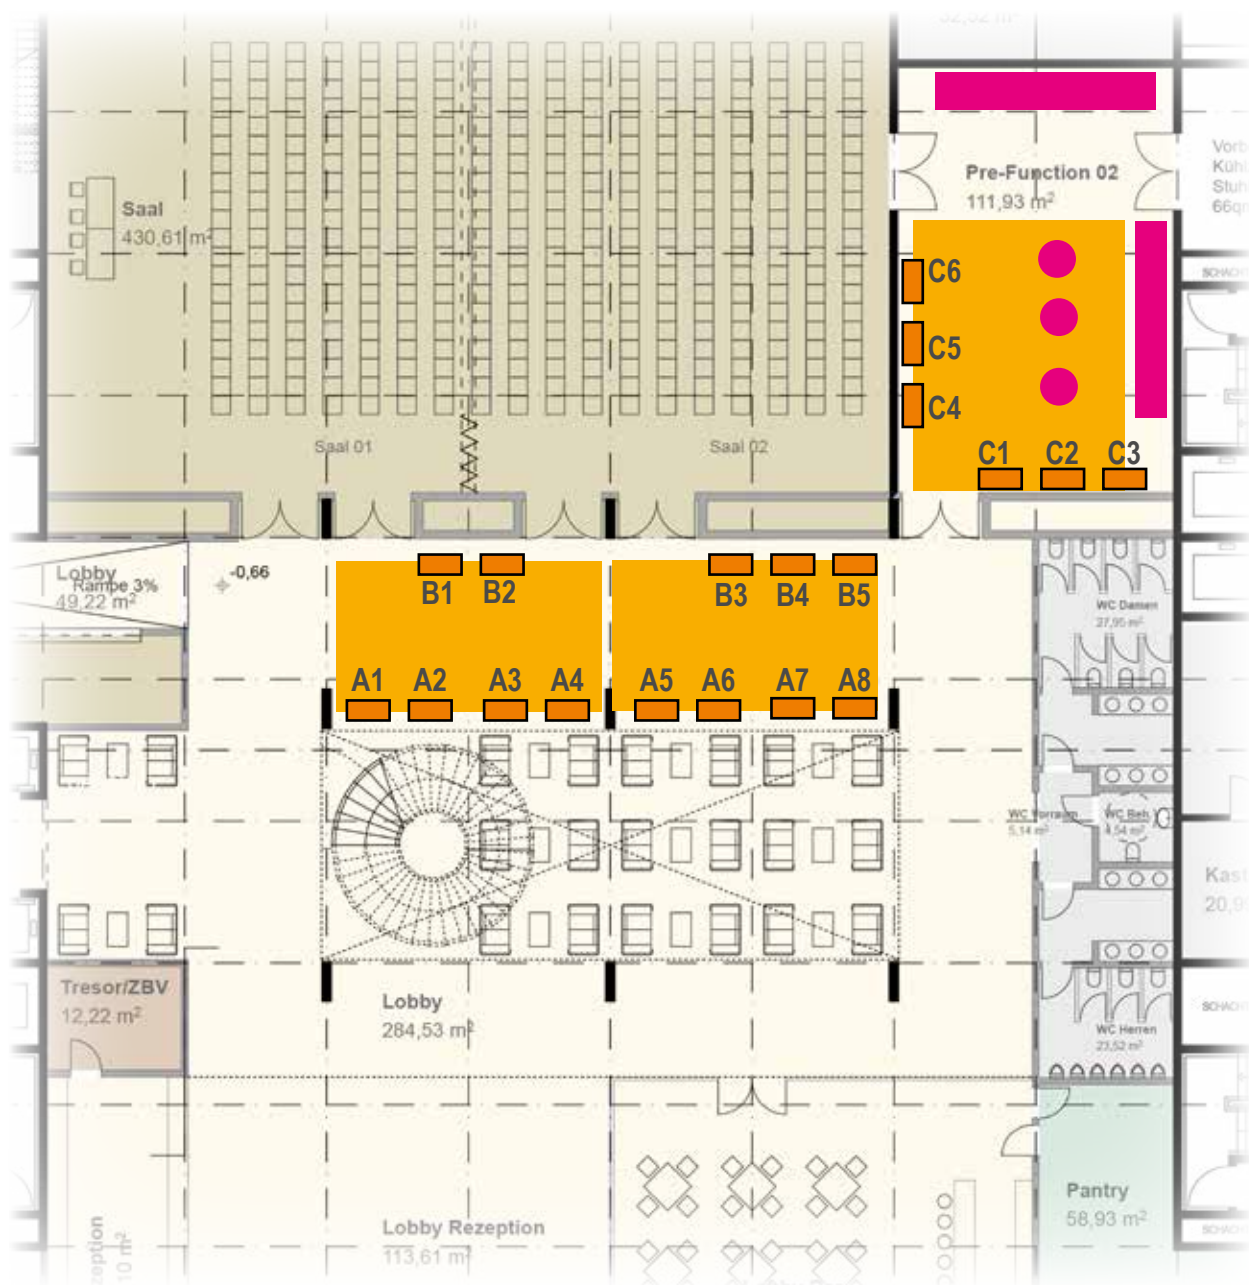 Pre-Function 02
111,93 m²
Saal
430,61 m²
66qm
SCHACHT
C6
C5
C4
C1 C2 C3
Saal 01
Saal 02
-0,66
Lobby
Rampe 3%
49,22 m²
B1 B2 B3 B4 B5
WC Damen
27,95 m²
A1 A2 A3 A4 A5 A6 A7 A8
WC Vorraum
5,14 m²
WC Beh.
4,54 m²
Tresor/ZBV
12,22 m²
Lobby
284,53 m²
WC Herren
23,52 m²
Pantry
58,93 m²
Lobby Rezeption
113,61 m²